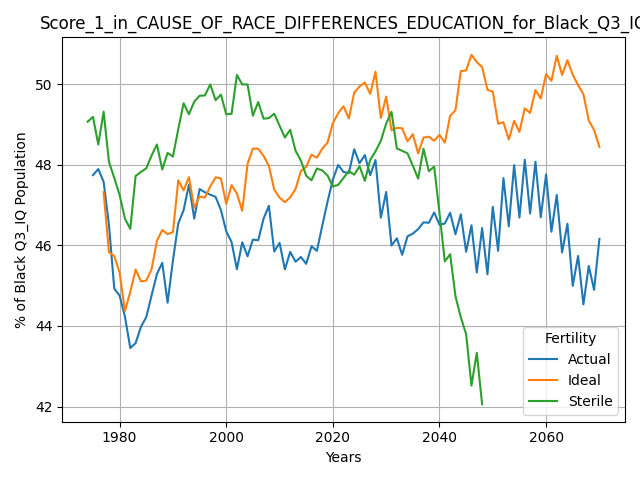 Score_1_in_CAUSE_OF_RACE_DIFFERENCES_EDUCATION_for_Black_Q3_IQ
50
48
46
44
42
% of Black Q3_IQ Population
Fertility
Actual
Ideal
Sterile
1980 2000 2020 2040 2060
Years